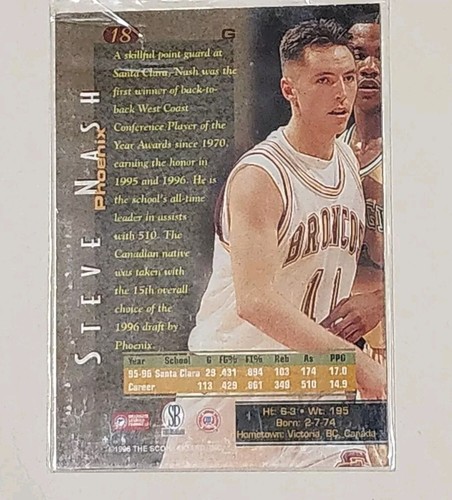 18
G
STEVE NASH
Phoenix
A skillful point guard at
Santa Clara, Nash was the
first winner of back-to-
back West Coast
Conference Player of the
Year Awards since 1970,
earning the honor in
1995 and 1996. He is
the school's all-time
leader in assists
with 510. The
Canadian native
was taken with
the 15th overall
choice of the
1996 draft by
Phoenix.
BRONCOS
11
Year School G FG% FT% Reb As PPG
95-96 Santa Clara 29 .431 .894 103 174 17.0
Career 113 .429 .861 340 510 14.9
Ht: 6-3 • Wt: 195
Born: 2-7-74
Hometown: Victoria, BC, Canada
SB
©1996 THE SCORE BOARD, INC.